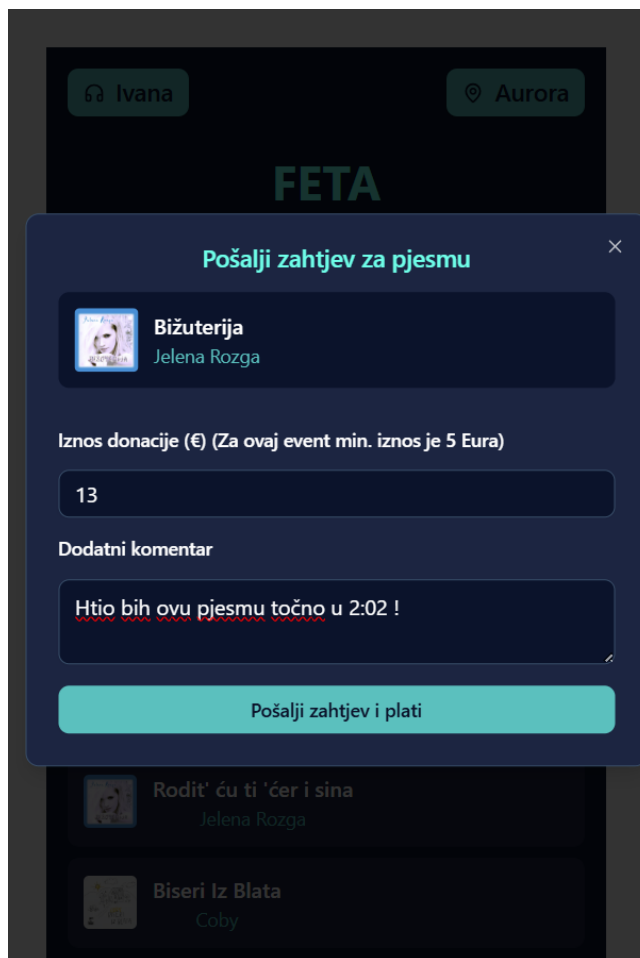 Ivana
Aurora
FETA
Pošalji zahtjev za pjesmu
Bižuterija
Jelena Rozga
Iznos donacije (€) (Za ovaj event min. iznos je 5 Eura)
13
Dodatni komentar
Htio bih ovu pjesmu točno u 2:02 !
Pošalji zahtjev i plati
Rodit' ću ti 'ćer i sina
Jelena Rozga
Biseri Iz Blata
Coby